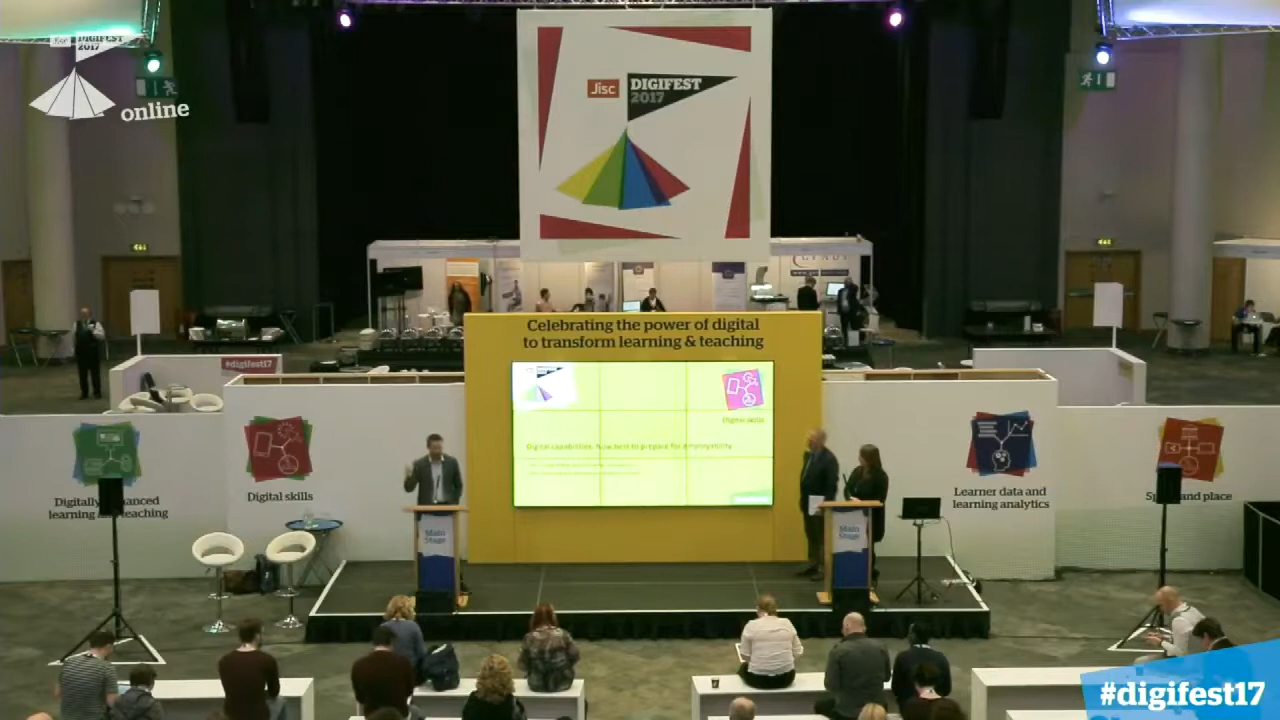 DIGIFEST
2017
online
Jisc
DIGIFEST
2017
Celebrating the power of digital
to transform learning & teaching
#digifest17
Digital skills
Digital capabilities: how best to prepare for employability
Digital skills
Learner data and
learning analytics
Main
Stage
Main
Stage
#digifest17